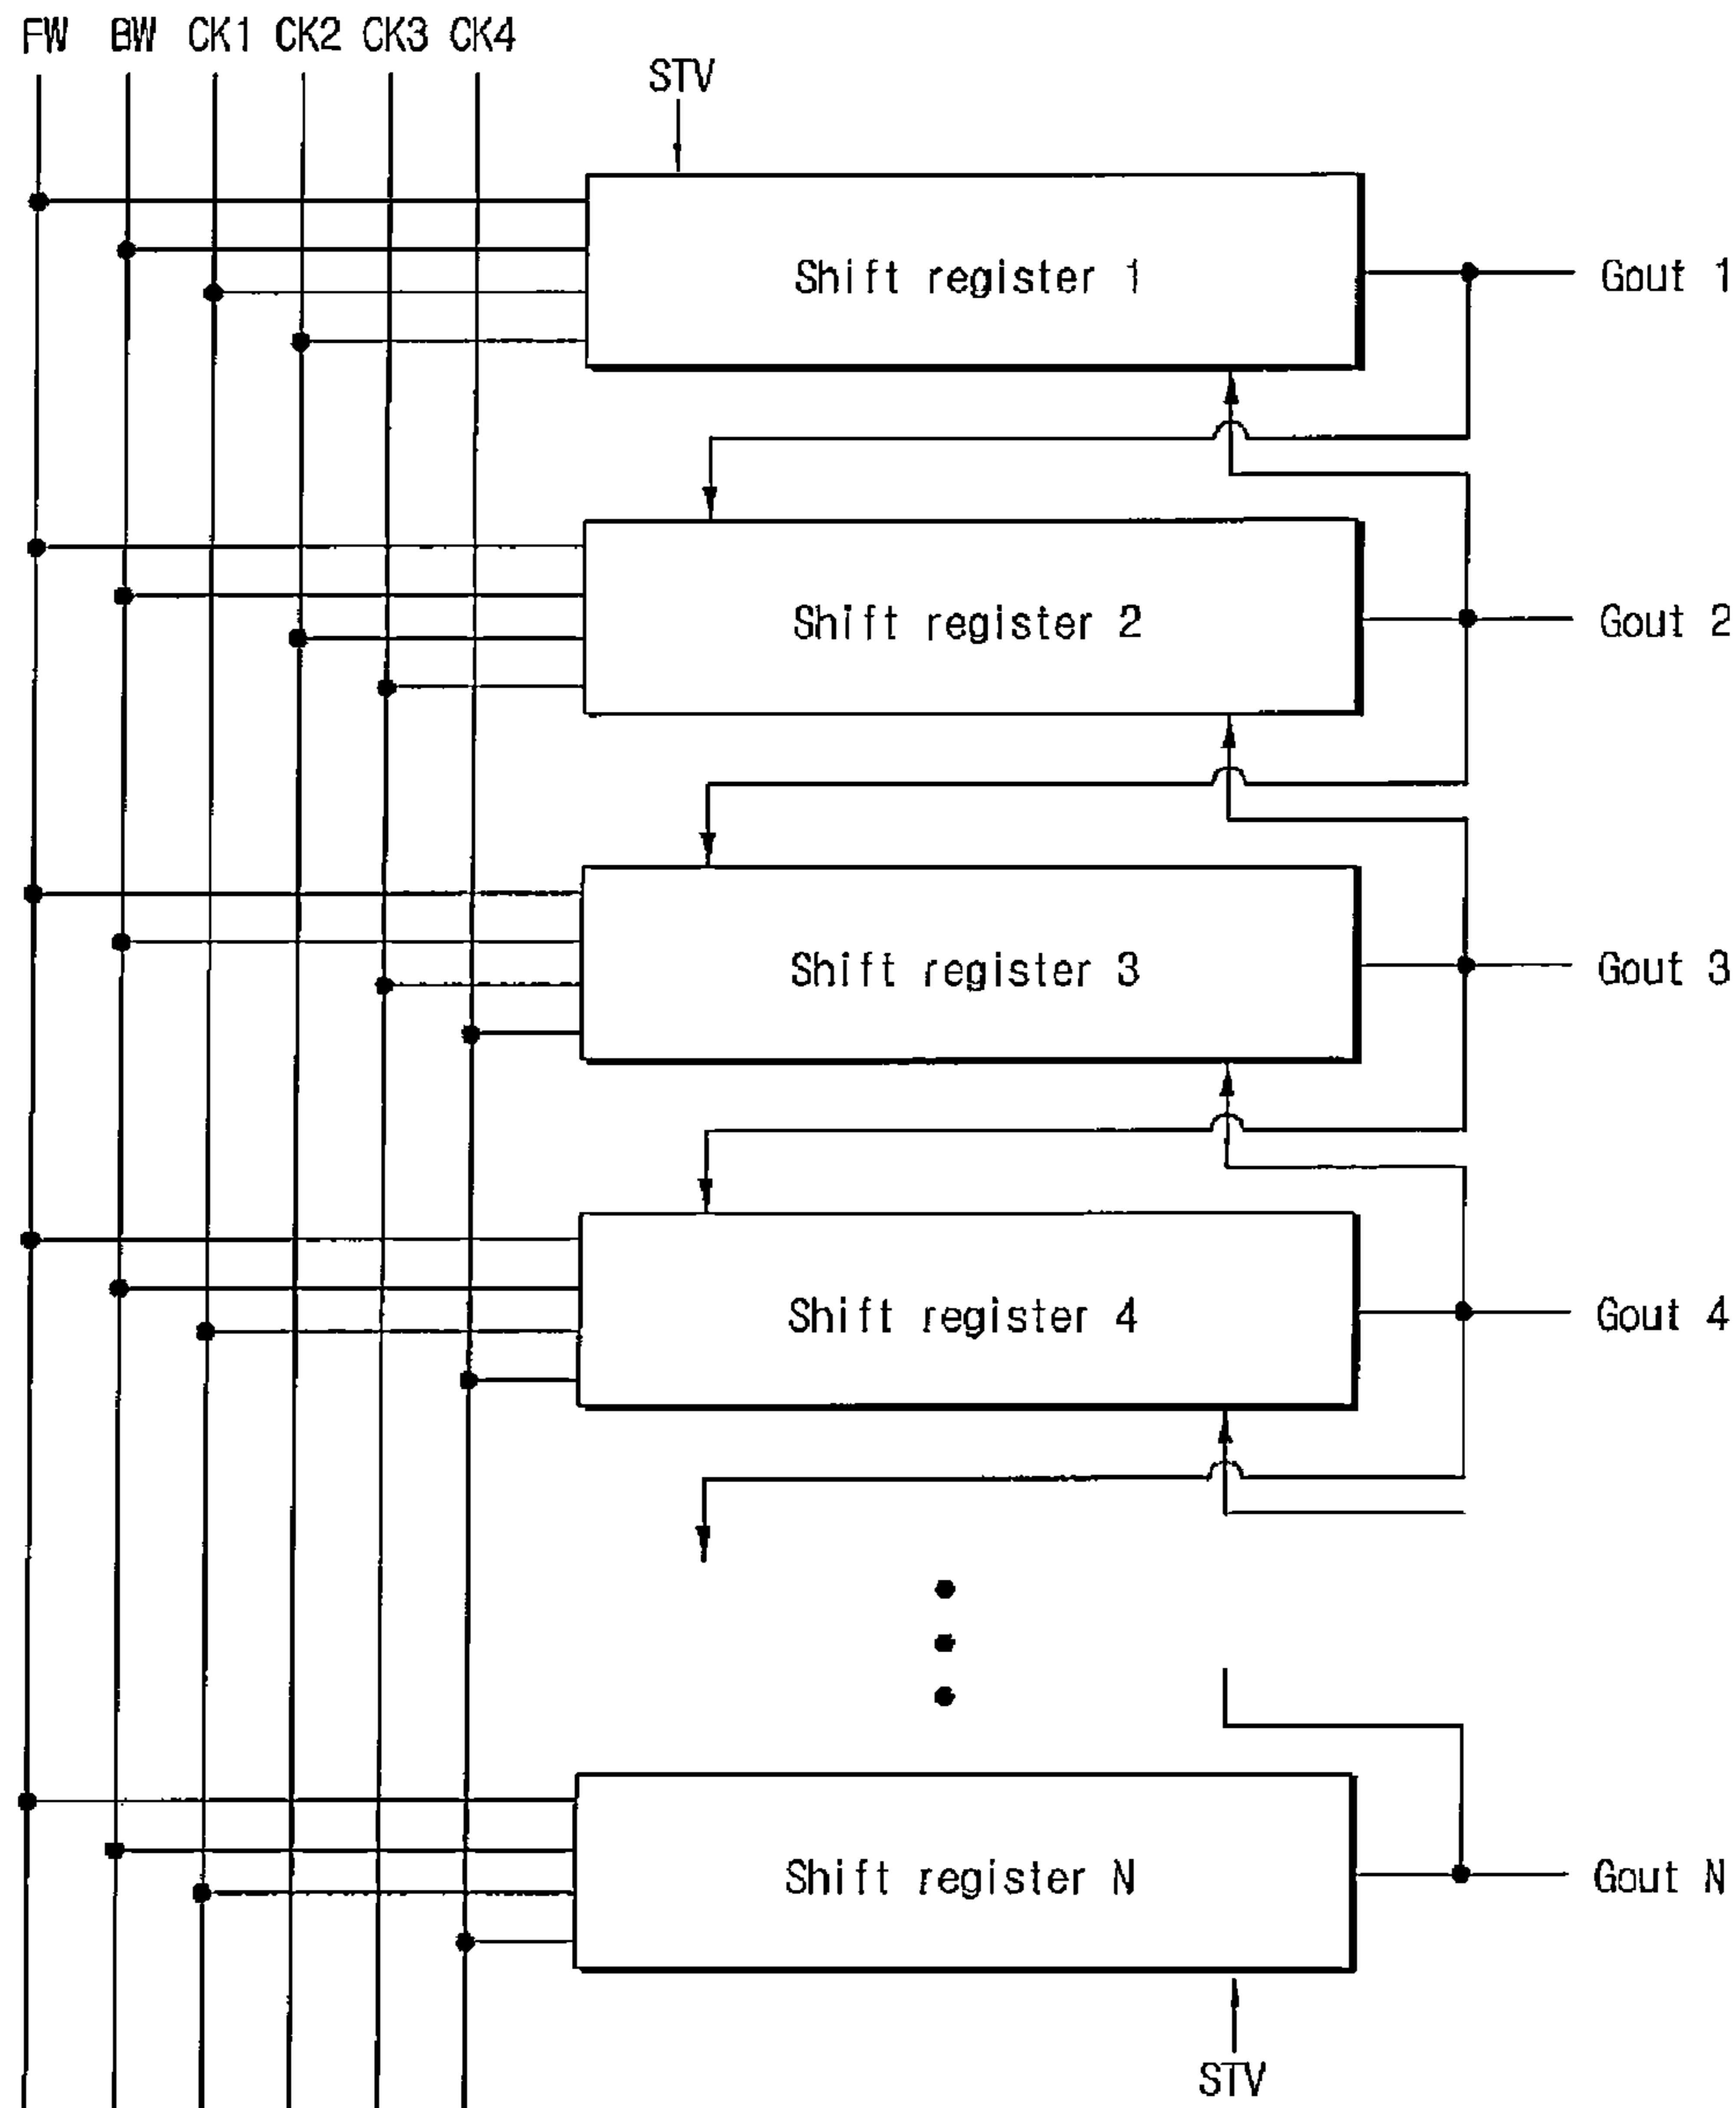 FW BW CK1 CK2 CK3 CK4
STV
Shift register 1
Gout 1
Shift register 2
Gout 2
Shift register 3
Gout 3
Shift register 4
Gout 4
Shift register N
Gout N
STV